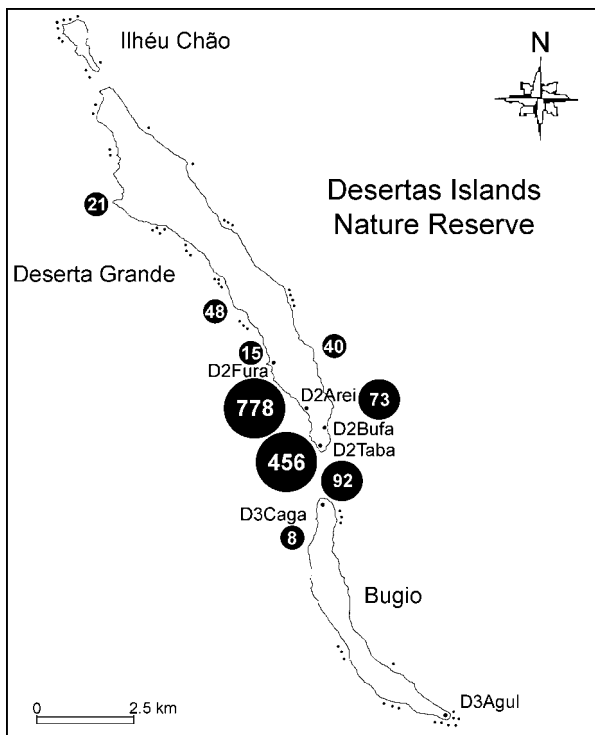 Ilhéu Chão
N
Desertas Islands
Nature Reserve
21
Deserta Grande
48
40
15
D2Fura
D2Arei
73
778
D2Bufa
D2Taba
456
92
D3Caga
8
Bugio
D3Agul
0 2.5 km